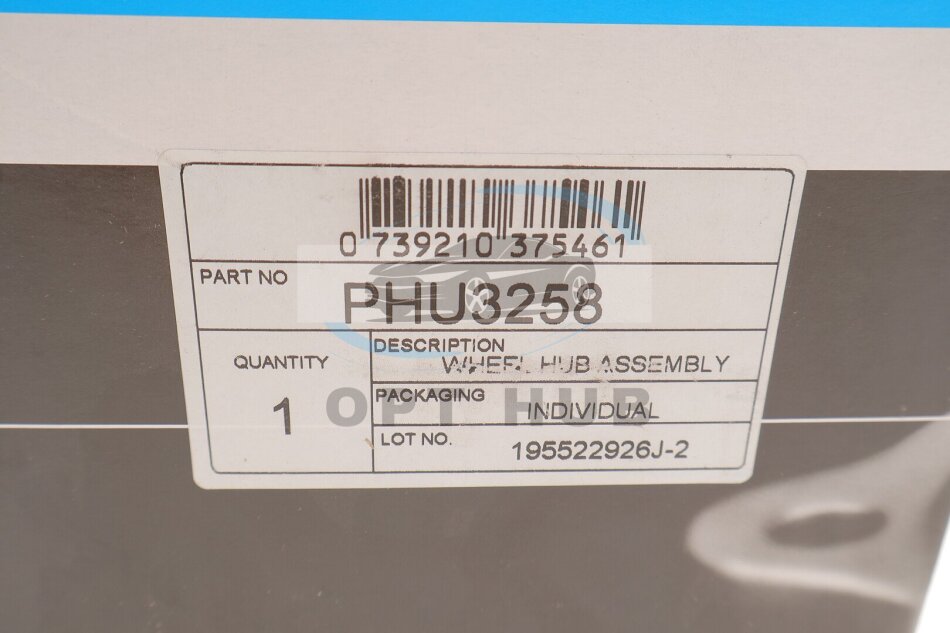 0 739210 375461
PART NO
PHU3258
QUANTITY
1
DESCRIPTION
WHEEL HUB ASSEMBLY
PACKAGING
INDIVIDUAL
LOT NO.
195522926J-2
OPT HUB